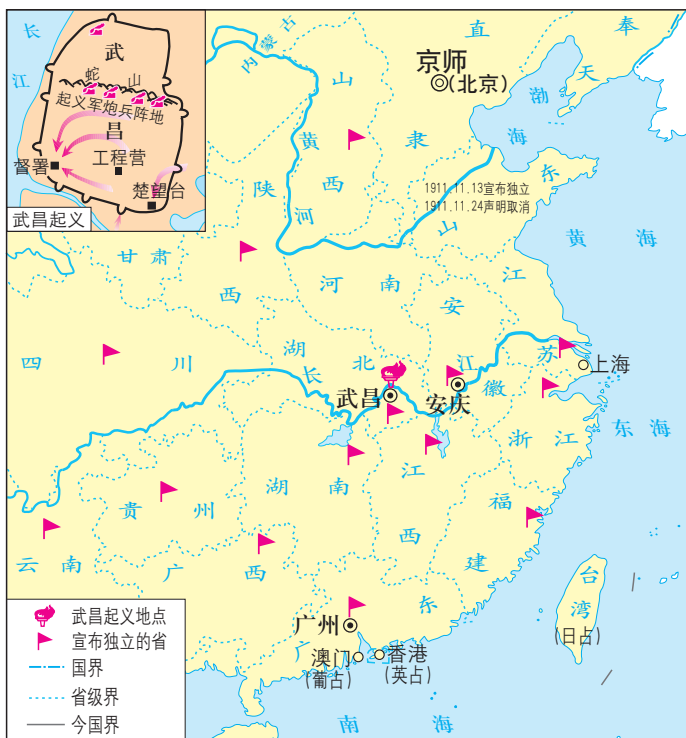 长
江
武
蛇 山
起义军炮兵阵地
昌
督署
工程营
楚望台
武昌起义
内蒙古
直
奉
天
京师
(北京)
渤
海
山
黄
隶
西
河
陕
1911.11.13宣布独立
1911.11.24声明取消
山
东
黄 海
甘肃
西
河 南
安
江
四 川
湖 北
长
江
苏
上海
武昌
安庆
徽
浙 江
东 海
贵 州
湖 南
江
西
福
建
云 南
广 西
台
湾
(日占)
广州
广
东
澳门
(葡占)
香港
(英占)
南 海
武昌起义地点
宣布独立的省
国界
省级界
今国界